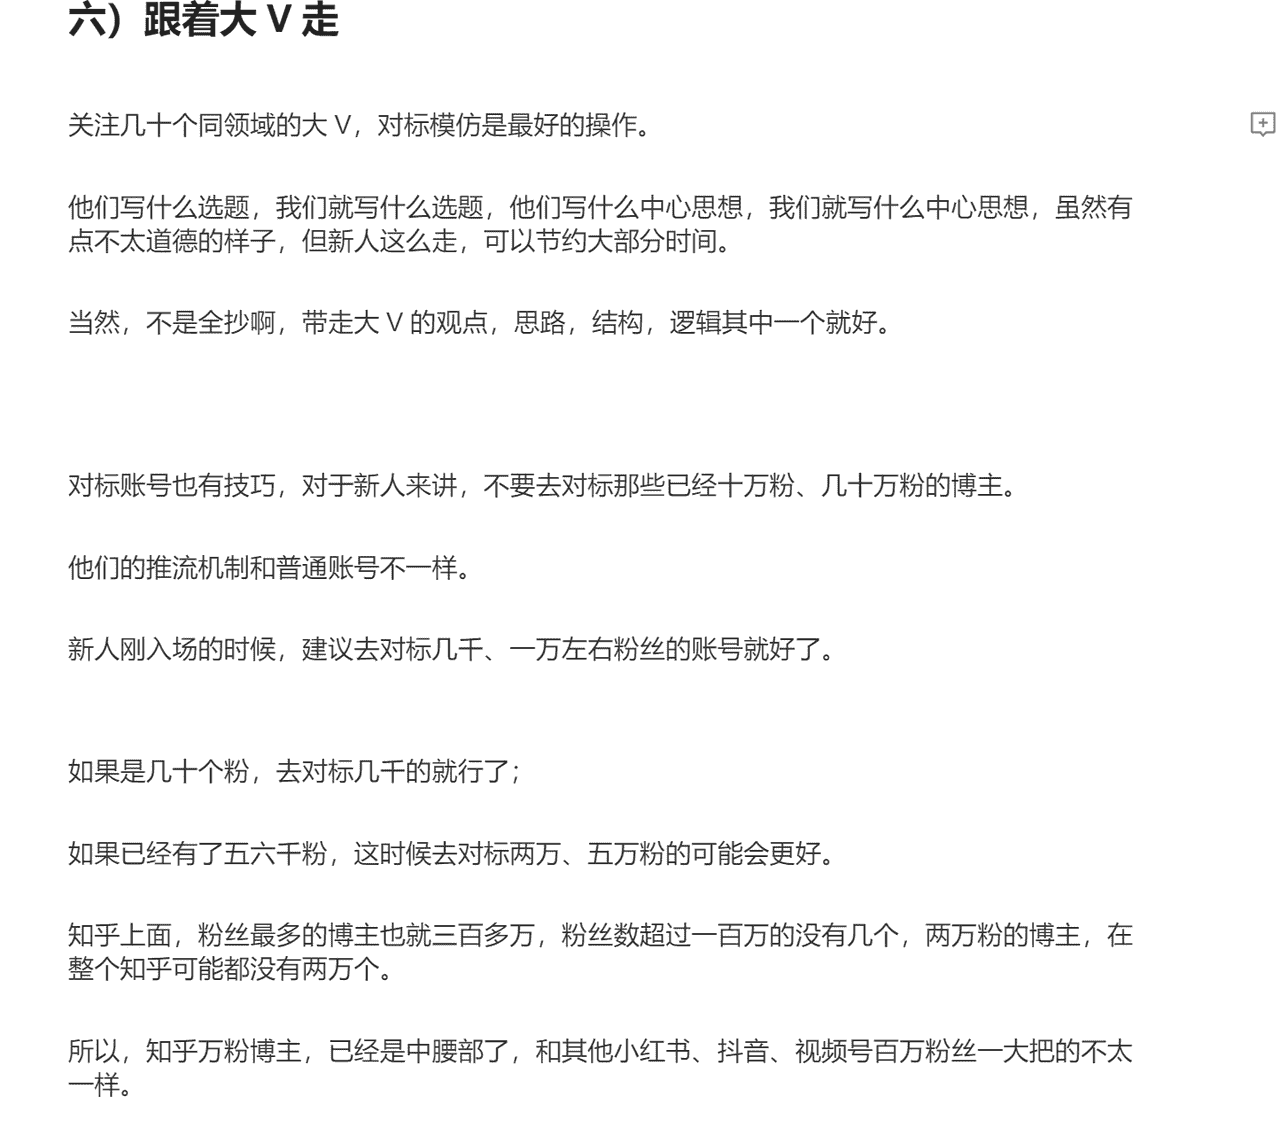 六）跟着大 V 走
关注几十个同领域的大 V，对标模仿是最好的操作。
他们写什么选题，我们就写什么选题，他们写什么中心思想，我们就写什么中心思想，虽然有
点不太道德的样子，但新人这么走，可以节约大部分时间。
当然，不是全抄啊，带走大 V 的观点，思路，结构，逻辑其中一个就好。
对标账号也有技巧，对于新人来讲，不要去对标那些已经十万粉、几十万粉的博主。
他们的推流机制和普通账号不一样。
新人刚入场的时候，建议去对标几千、一万左右粉丝的账号就好了。
如果是几十个粉，去对标几千的就行了；
如果已经有了五六千粉，这时候去对标两万、五万粉的可能会更好。
知乎上面，粉丝最多的博主也就三百多万，粉丝数超过一百万的没有几个，两万粉的博主，在
整个知乎可能都没有两万个。
所以，知乎万粉博主，已经是中腰部了，和其他小红书、抖音、视频号百万粉丝一大把的不太
一样。